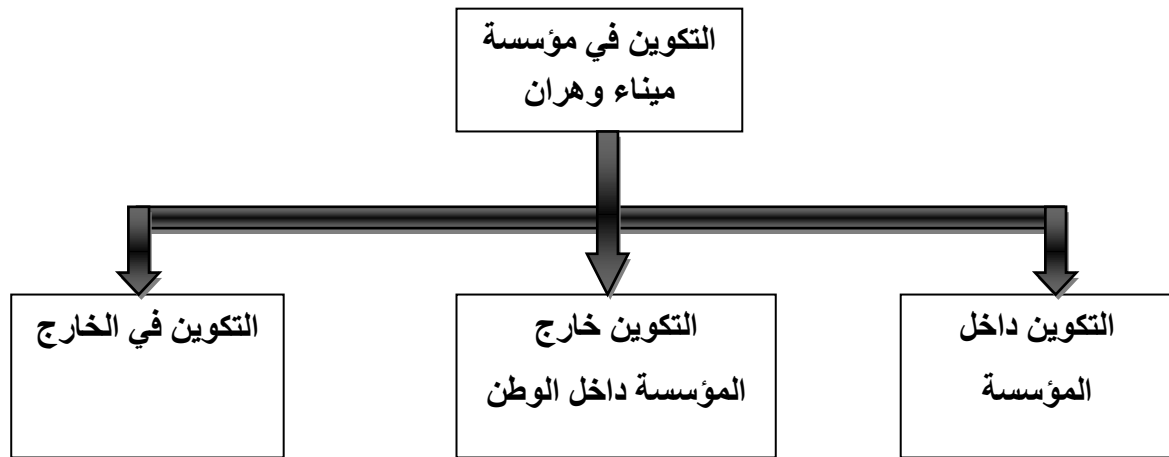 التكوين في مؤسسة
ميناء وهران
التكوين داخل
المؤسسة
التكوين خارج
المؤسسة داخل الوطن
التكوين في الخارج